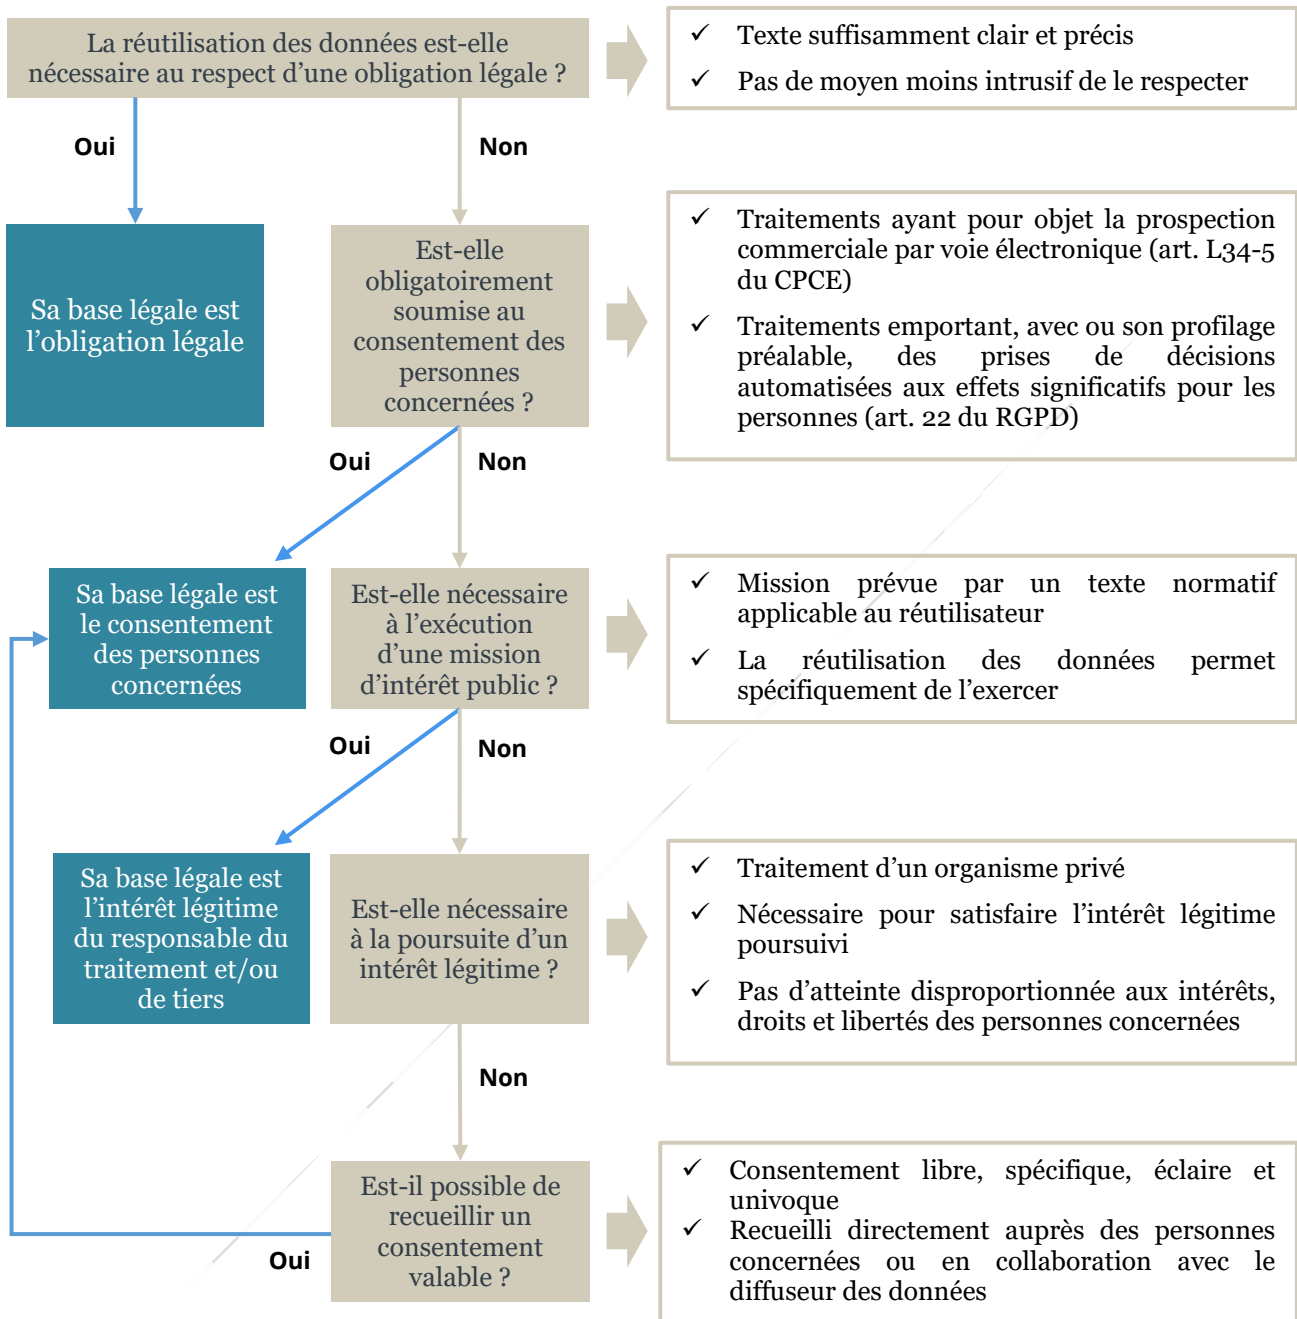 La réutilisation des données est-elle
nécessaire au respect d’une obligation légale ?
✓ Texte suffisamment clair et précis
✓ Pas de moyen moins intrusif de le respecter
Oui
Non
Sa base légale est
l’obligation légale
Est-elle
obligatoirement
soumise au
consentement des
personnes
concernées ?
✓ Traitements ayant pour objet la prospection
commerciale par voie électronique (art. L34-5
du CPCE)
✓ Traitements emportant, avec ou son profilage
préalable, des prises de décisions
automatisées aux effets significatifs pour les
personnes (art. 22 du RGPD)
Oui
Non
Sa base légale est
le consentement
des personnes
concernées
Est-elle nécessaire
à l’exécution
d’une mission
d’intérêt public ?
✓ Mission prévue par un texte normatif
applicable au réutilisateur
✓ La réutilisation des données permet
spécifiquement de l’exercer
Oui
Non
Sa base légale est
l’intérêt légitime
du responsable du
traitement et/ou
de tiers
Est-elle nécessaire
à la poursuite d’un
intérêt légitime ?
✓ Traitement d’un organisme privé
✓ Nécessaire pour satisfaire l’intérêt légitime
poursuivi
✓ Pas d’atteinte disproportionnée aux intérêts,
droits et libertés des personnes concernées
Non
Est-il possible de
recueillir un
consentement
valable ?
Oui
✓ Consentement libre, spécifique, éclaire et
univoque
✓ Recueilli directement auprès des personnes
concernées ou en collaboration avec le
diffuseur des données